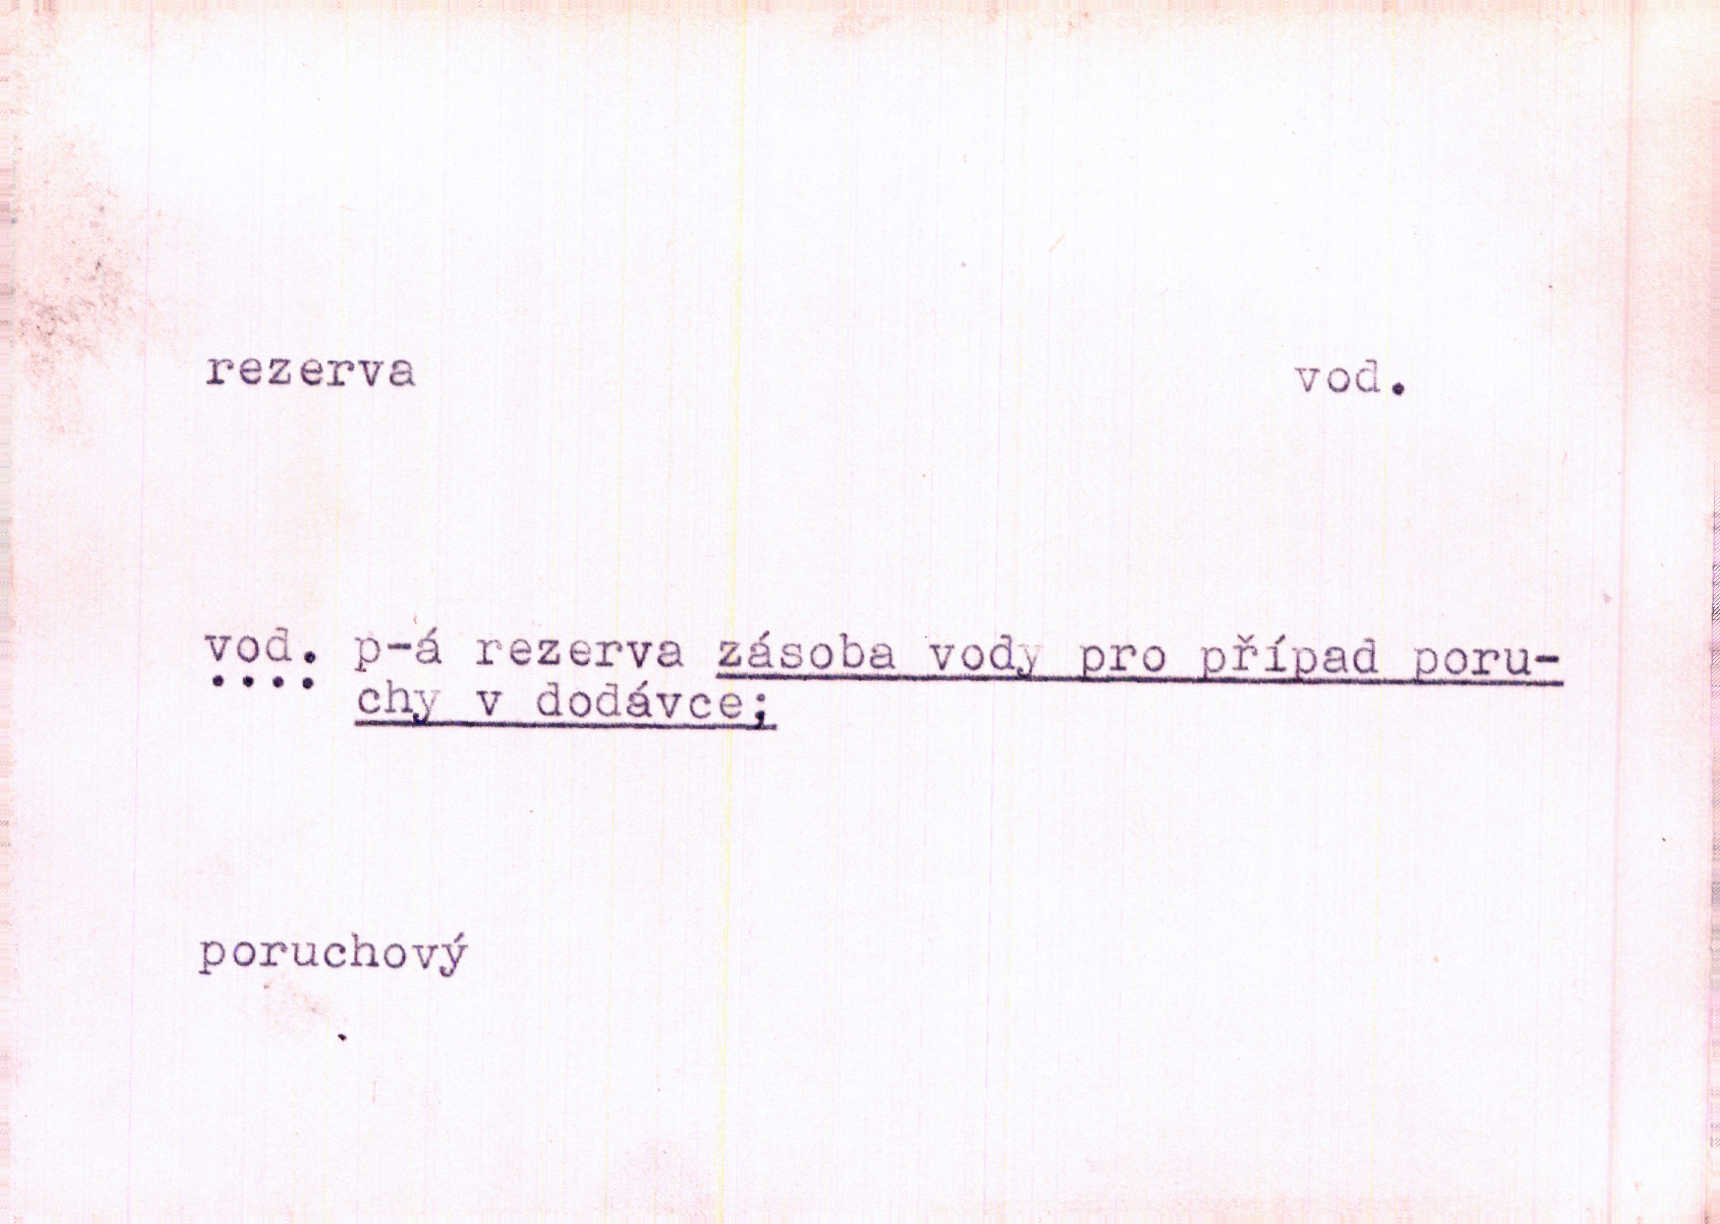 rezerva vod.
vod. p-á rezerva zásoba vody pro případ poru-
chy v dodávce;
poruchový